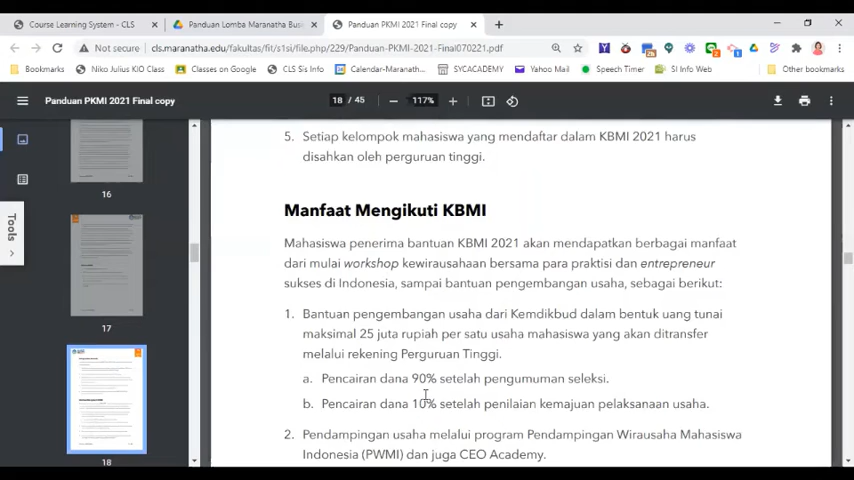 Course Learning System - CLS
Panduan Lomba Maranatha Busi
Panduan PKMI 2021 Final copy
Not secure
cls.maranatha.edu/fakultas/fit/s1si/file.php/229/Panduan-PKMI-2021-Final070221.pdf
Bookmarks
Niko Julius KIO Class
Classes on Google
CLS Sis Info
Calendar-Maranath...
SYCACADEMY
Yahoo Mail
Speech Timer
SI Info Web
Other bookmarks
Panduan PKMI 2021 Final copy
18 / 45
117%
16
17
18
Tools
5. Setiap kelompok mahasiswa yang mendaftar dalam KBMI 2021 harus
disahkan oleh perguruan tinggi.
Manfaat Mengikuti KBMI
Mahasiswa penerima bantuan KBMI 2021 akan mendapatkan berbagai manfaat
dari mulai workshop kewirausahaan bersama para praktisi dan entrepreneur
sukses di Indonesia, sampai bantuan pengembangan usaha, sebagai berikut:
1. Bantuan pengembangan usaha dari Kemdikbud dalam bentuk uang tunai
maksimal 25 juta rupiah per satu usaha mahasiswa yang akan ditransfer
melalui rekening Perguruan Tinggi.
a. Pencairan dana 90% setelah pengumuman seleksi.
b. Pencairan dana 10% setelah penilaian kemajuan pelaksanaan usaha.
2. Pendampingan usaha melalui program Pendampingan Wirausaha Mahasiswa
Indonesia (PWMI) dan juga CEO Academy.